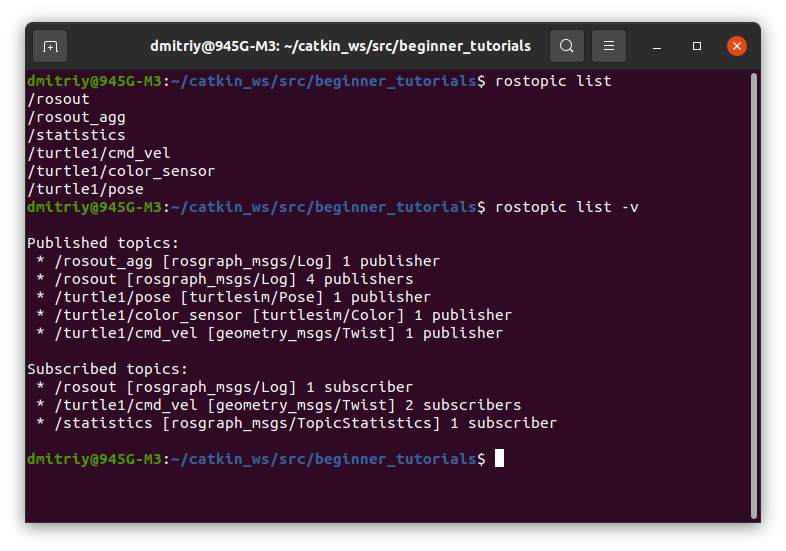 dmitriy@945G-M3: ~/catkin_ws/src/beginner_tutorials
dmitriy@945G-M3:~/catkin_ws/src/beginner_tutorials$ rostopic list
/rosout
/rosout_agg
/statistics
/turtle1/cmd_vel
/turtle1/color_sensor
/turtle1/pose
dmitriy@945G-M3:~/catkin_ws/src/beginner_tutorials$ rostopic list -v

Published topics:
 * /rosout_agg [rosgraph_msgs/Log] 1 publisher
 * /rosout [rosgraph_msgs/Log] 4 publishers
 * /turtle1/pose [turtlesim/Pose] 1 publisher
 * /turtle1/color_sensor [turtlesim/Color] 1 publisher
 * /turtle1/cmd_vel [geometry_msgs/Twist] 1 publisher

Subscribed topics:
 * /rosout [rosgraph_msgs/Log] 1 subscriber
 * /turtle1/cmd_vel [geometry_msgs/Twist] 2 subscribers
 * /statistics [rosgraph_msgs/TopicStatistics] 1 subscriber

dmitriy@945G-M3:~/catkin_ws/src/beginner_tutorials$